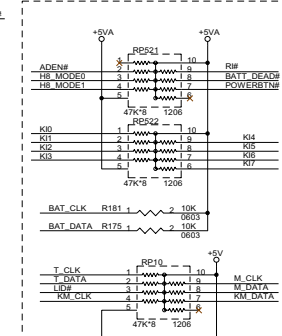 +5VA +5VA
RP521
10
ADEN# 2 9 RI#
H8_MODE0 3 8 BATT_DEAD#
H8_MODE1 4 7 POWERBTN#
5 6
47K*8 1206
RP522
KI0 1 10
KI1 2 9 KI4
KI2 3 8 KI5
KI3 4 7 KI6
5 6 KI7
47K*8 1206
BAT_CLK R181 1 2 10K
0603
BAT_DATA R175 1 2 10K
0603
+5V
RP10
T_CLK 1 10
T_DATA 2 9 M_CLK
LID# 3 8 M_DATA
KM_CLK 4 7 KM_DATA
5 6
47K*8 1206